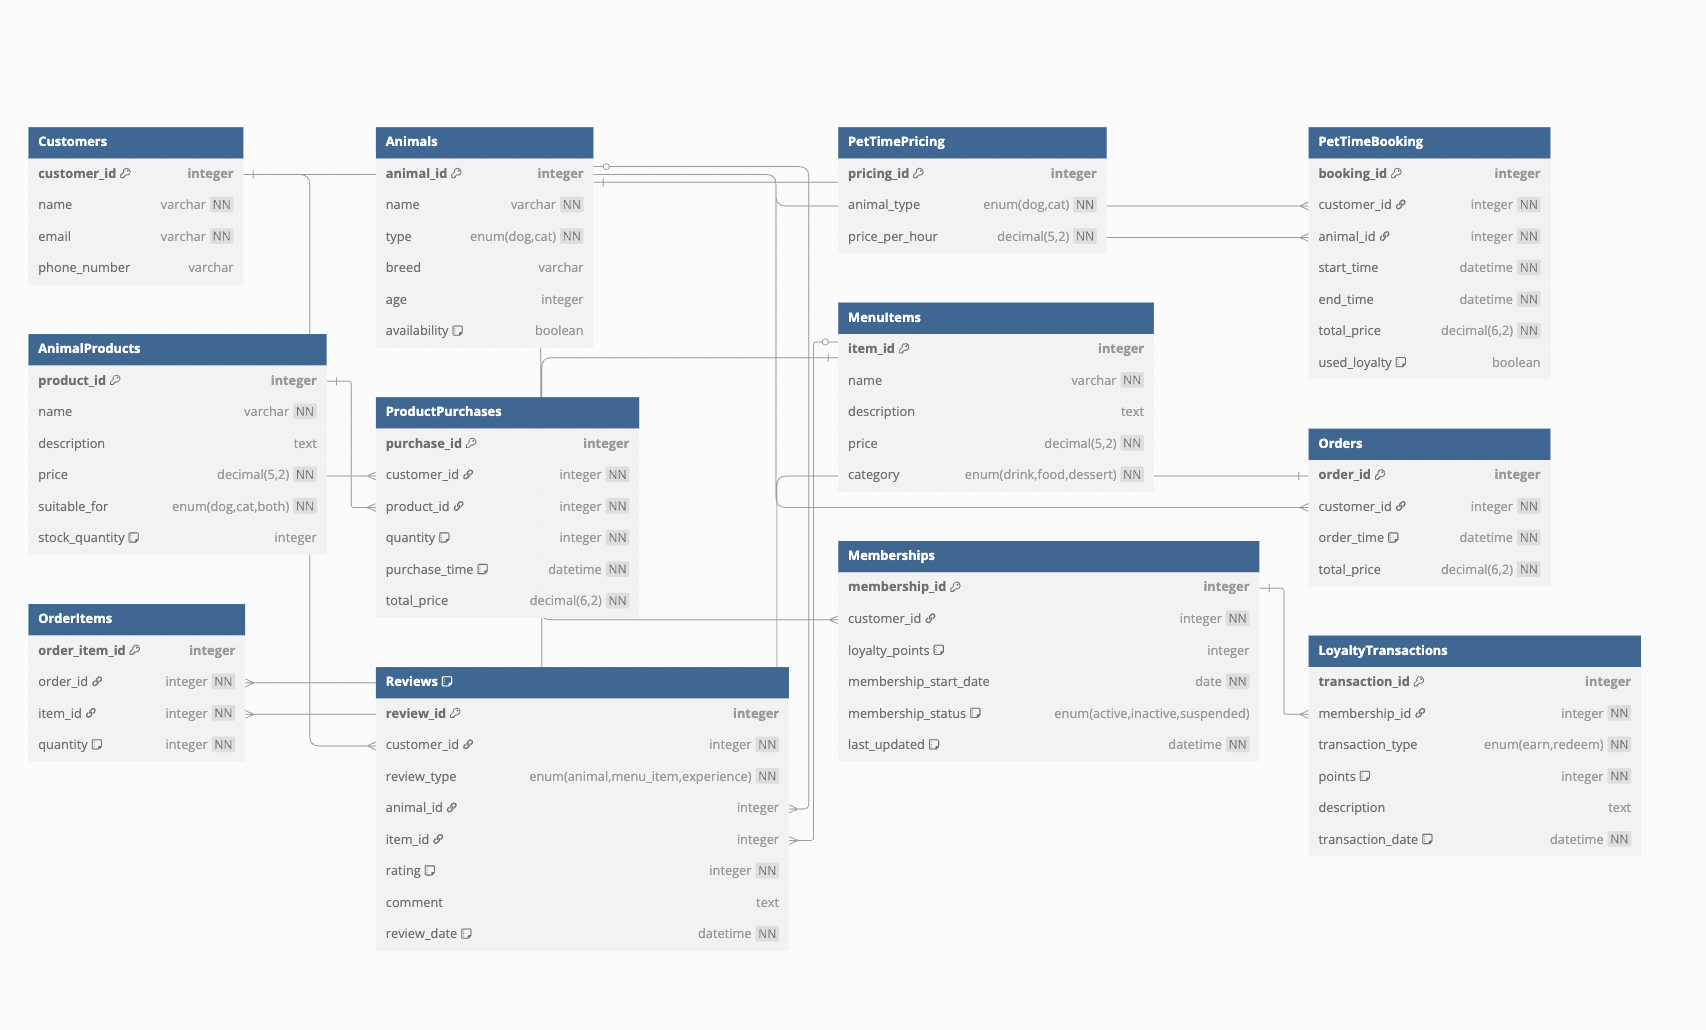 Customers
customer_id integer
name varchar NN
email varchar NN
phone_number varchar
Animals
animal_id integer
name varchar NN
type enum(dog,cat) NN
breed varchar
age integer
availability boolean
PetTimePricing
pricing_id integer
animal_type enum(dog,cat) NN
price_per_hour decimal(5,2) NN
PetTimeBooking
booking_id integer
customer_id integer NN
animal_id integer NN
start_time datetime NN
end_time datetime NN
total_price decimal(6,2) NN
used_loyalty boolean
AnimalProducts
product_id integer
name varchar NN
description text
price decimal(5,2) NN
suitable_for enum(dog,cat,both) NN
stock_quantity integer
ProductPurchases
purchase_id integer
customer_id integer NN
product_id integer NN
quantity integer NN
purchase_time datetime NN
total_price decimal(6,2) NN
MenuItems
item_id integer
name varchar NN
description text
price decimal(5,2) NN
category enum(drink,food,dessert) NN
Orders
order_id integer
customer_id integer NN
order_time datetime NN
total_price decimal(6,2) NN
OrderItems
order_item_id integer
order_id integer NN
item_id integer NN
quantity integer NN
Reviews
review_id integer
customer_id integer NN
review_type enum(animal,menu_item,experience) NN
animal_id integer
item_id integer
rating integer NN
comment text
review_date datetime NN
Memberships
membership_id integer
customer_id integer NN
loyalty_points integer
membership_start_date date NN
membership_status enum(active,inactive,suspended)
last_updated datetime NN
LoyaltyTransactions
transaction_id integer
membership_id integer NN
transaction_type enum(earn,redeem) NN
points integer NN
description text
transaction_date datetime NN